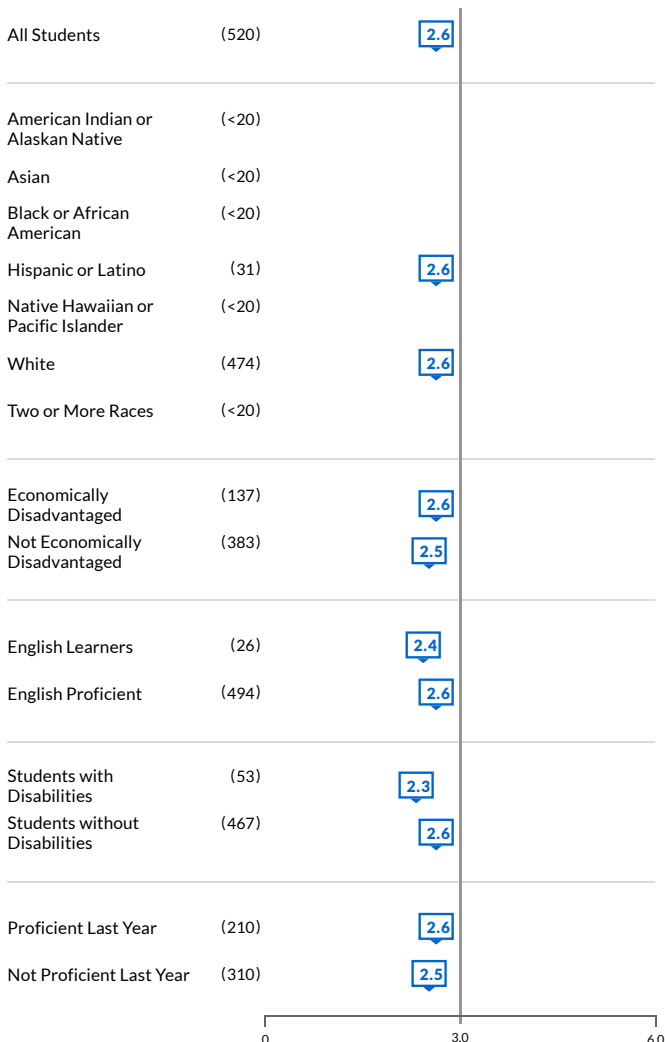 All Students (520) 2.6
American Indian or (<20)
Alaskan Native
Asian (<20)
Black or African (<20)
American
Hispanic or Latino (31) 2.6
Native Hawaiian or (<20)
Pacific Islander
White (474) 2.6
Two or More Races (<20)
Economically (137) 2.6
Disadvantaged
Not Economically (383) 2.5
Disadvantaged
English Learners (26) 2.4
English Proficient (494) 2.6
Students with (53) 2.3
Disabilities
Students without (467) 2.6
Disabilities
Proficient Last Year (210) 2.6
Not Proficient Last Year (310) 2.5
0 3.0 6.0